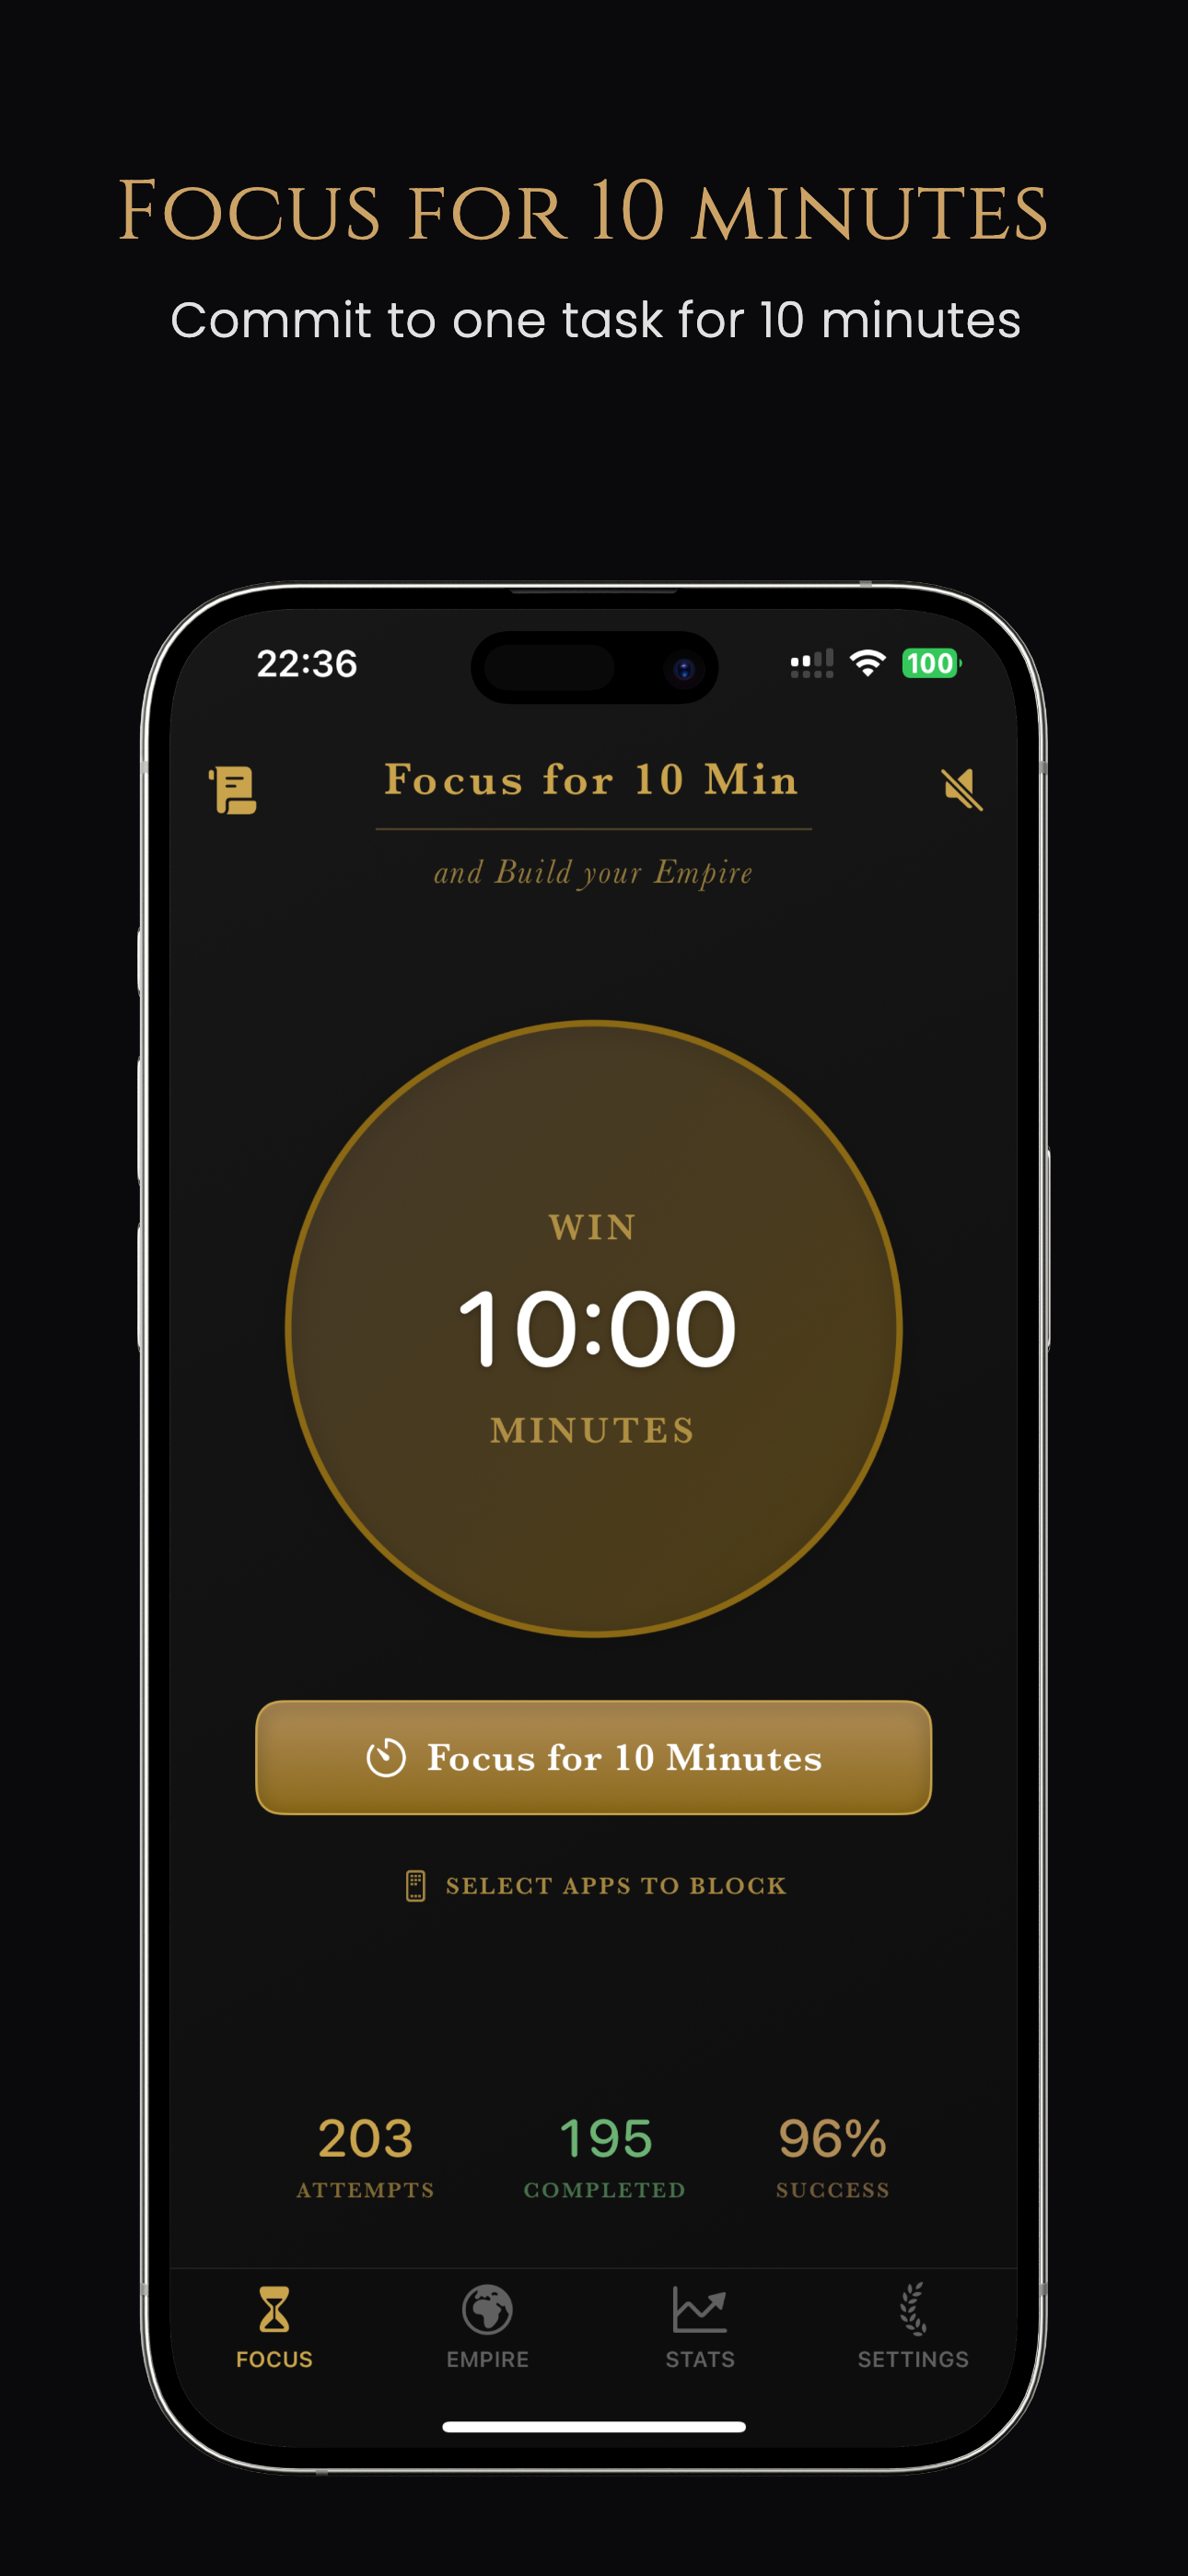 Focus for 10 minutes
Commit to one task for 10 minutes
22:36
100
Focus for 10 Min
and Build your Empire
WIN
10:00
MINUTES
Focus for 10 Minutes
SELECT APPS TO BLOCK
203 195 96%
ATTEMPTS COMPLETED SUCCESS
FOCUS EMPIRE STATS SETTINGS